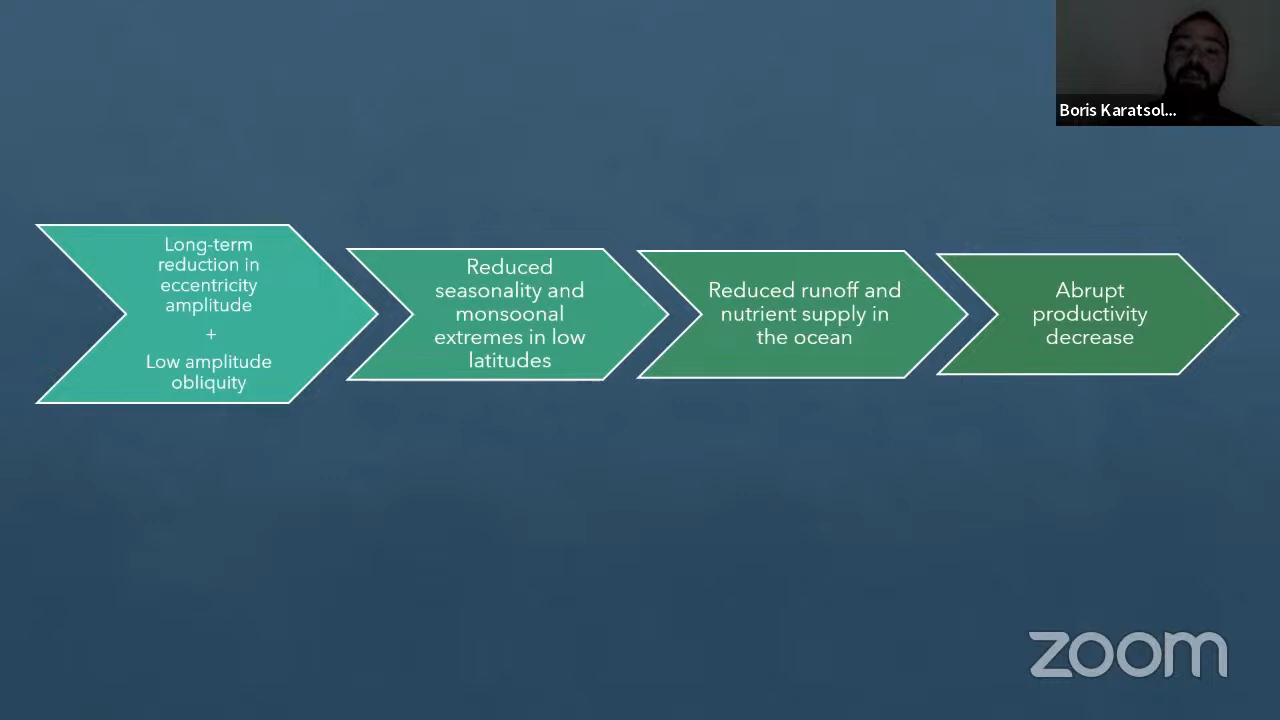 Boris Karatsol...
Long-term
reduction in
eccentricity
amplitude
+
Low amplitude
obliquity
Reduced
seasonality and
monsoonal
extremes in low
latitudes
Reduced runoff and
nutrient supply in
the ocean
Abrupt
productivity
decrease
zoom